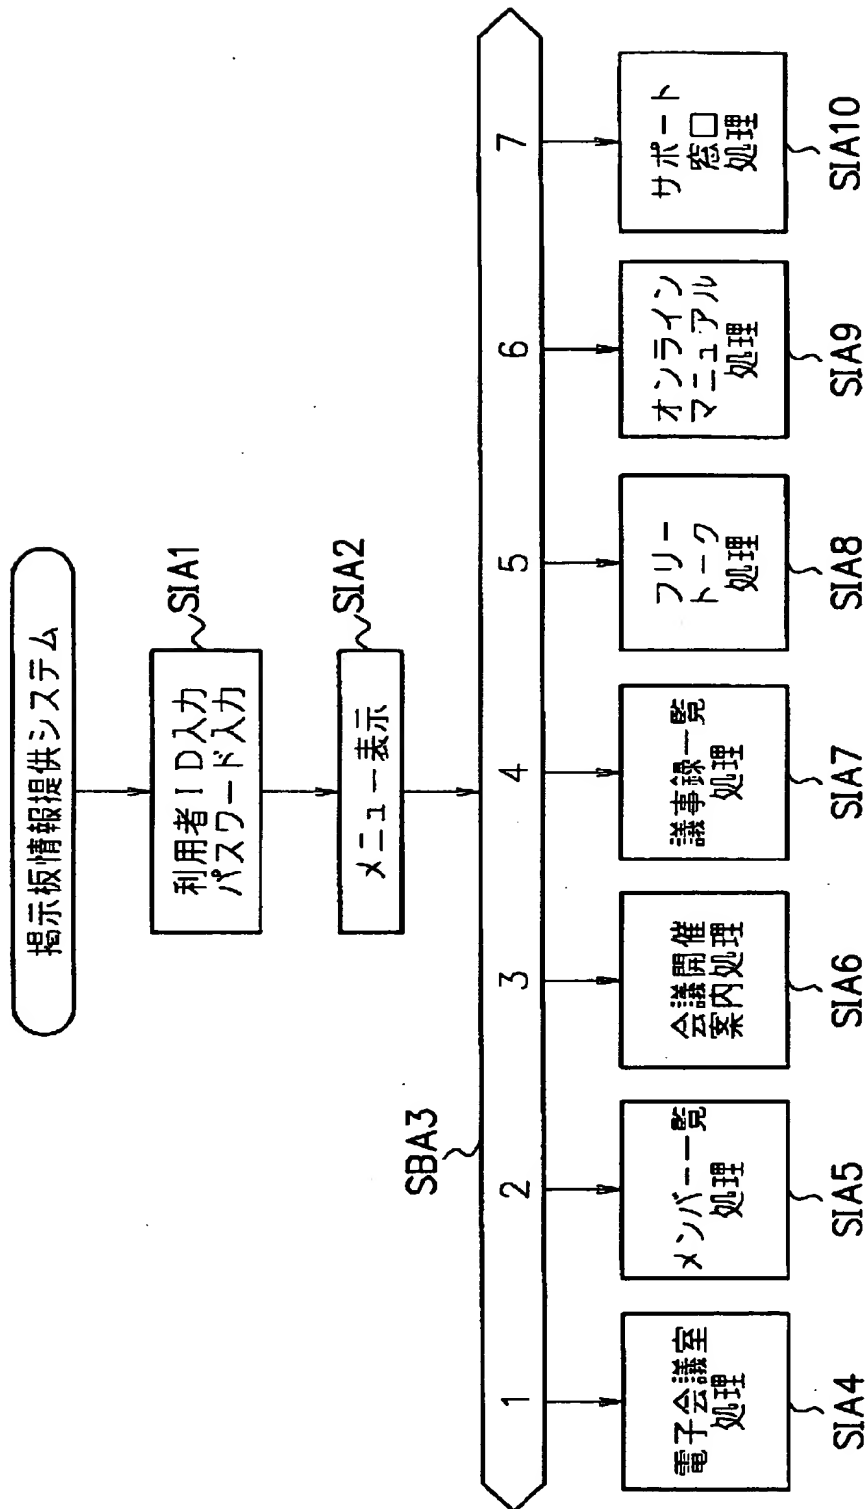 掲示板情報提供システム
利用者ID入力
パスワード入力
SIA1
メニュー表示
SIA2
SBA3
1
2
3
4
5
6
7
電子会議室
処理
SIA4
メンバー一覧
処理
SIA5
会議開催
案内処理
SIA6
議事録一覧
処理
SIA7
フリー
トーク
処理
SIA8
オンライン
マニュアル
処理
SIA9
サポート
窓口
処理
SIA10